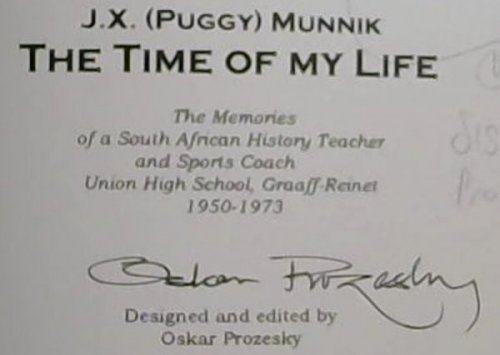 J.X. (PUGGY) MUNNIK
THE TIME OF MY LIFE
The Memories
of a South African History Teacher
and Sports Coach
Union High School, Graaff-Reinet
1950-1973
Oskar Prozesky
Designed and edited by
Oskar Prozesky